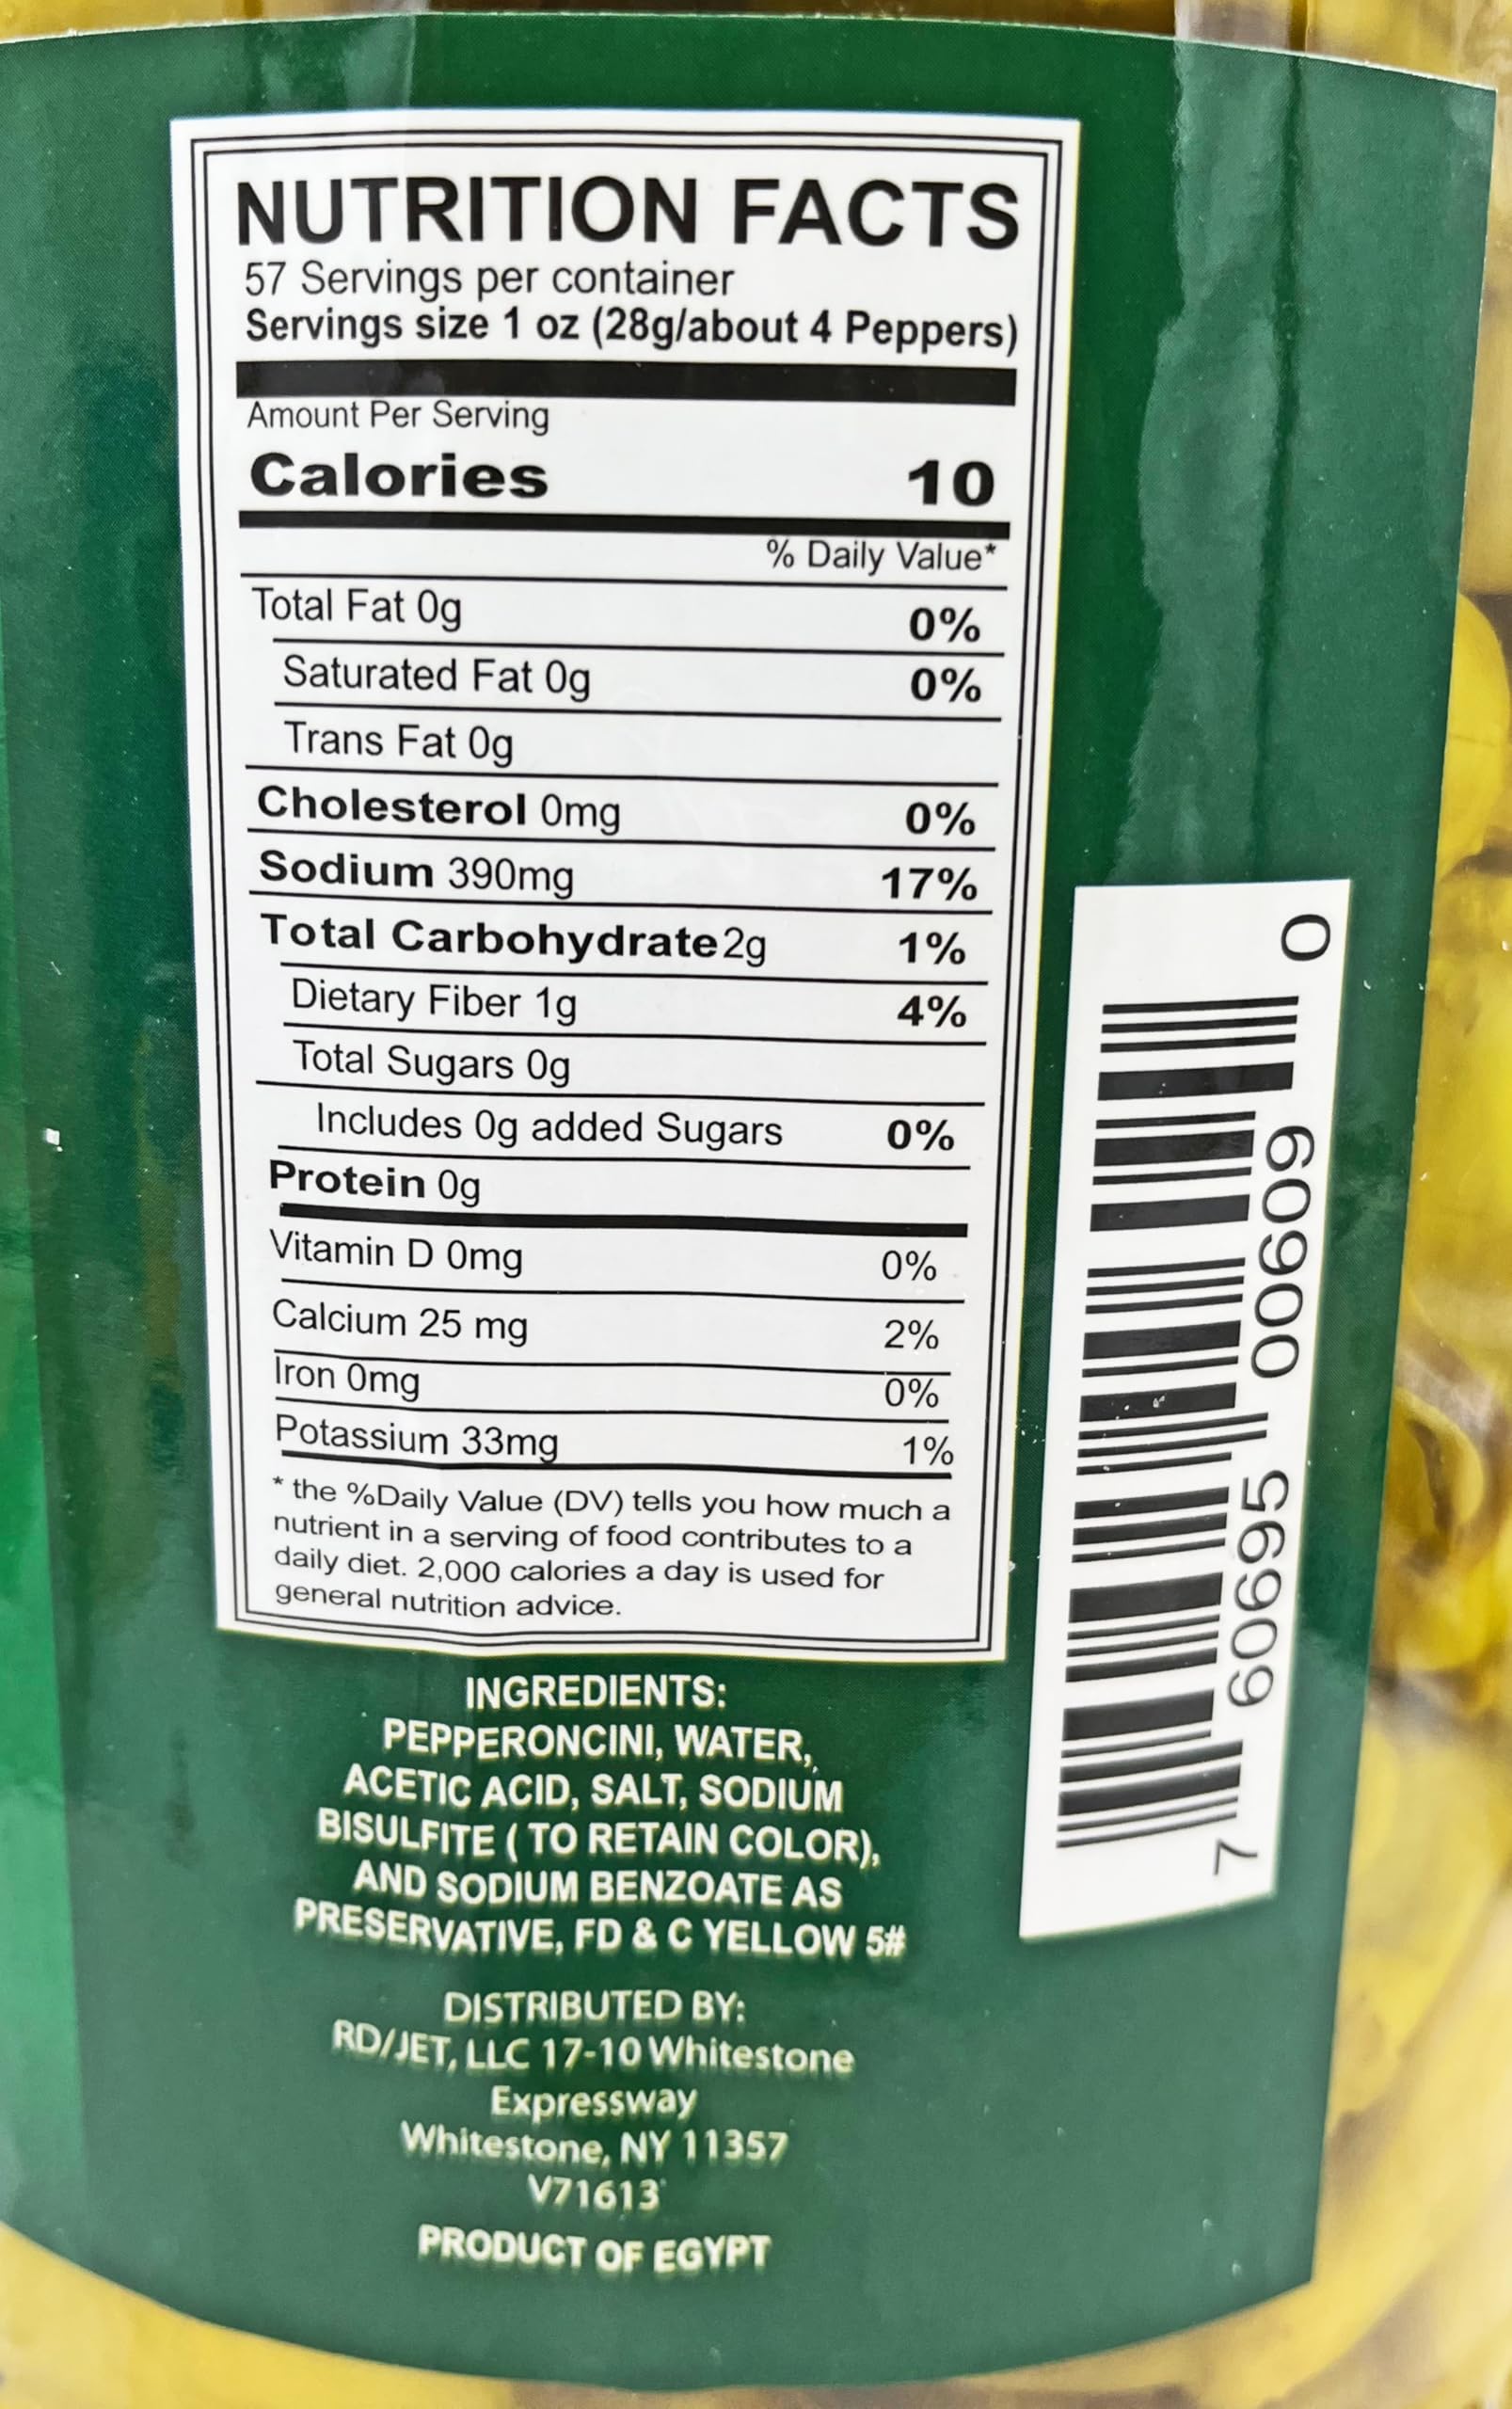 NUTRITION FACTS
57 Servings per container
Servings size 1 oz (28g/about 4 Peppers)
Amount Per Serving
Calories 10
% Daily Value*
Total Fat 0g 0%
Saturated Fat 0g 0%
Trans Fat 0g
Cholesterol 0mg 0%
Sodium 390mg 17%
Total Carbohydrate 2g 1%
Dietary Fiber 1g 4%
Total Sugars 0g
Includes 0g added Sugars 0%
Protein 0g
Vitamin D 0mg 0%
Calcium 25 mg 2%
Iron 0mg 0%
Potassium 33mg 1%
* the %Daily Value (DV) tells you how much a
nutrient in a serving of food contributes to a
daily diet. 2,000 calories a day is used for
general nutrition advice.
INGREDIENTS:
PEPPERONCINI, WATER,
ACETIC ACID, SALT, SODIUM
BISULFITE ( TO RETAIN COLOR),
AND SODIUM BENZOATE AS
PRESERVATIVE, FD & C YELLOW 5#
DISTRIBUTED BY:
RD/JET, LLC 17-10 Whitestone
Expressway
Whitestone, NY 11357
V71613
PRODUCT OF EGYPT
7 60695 00609 0